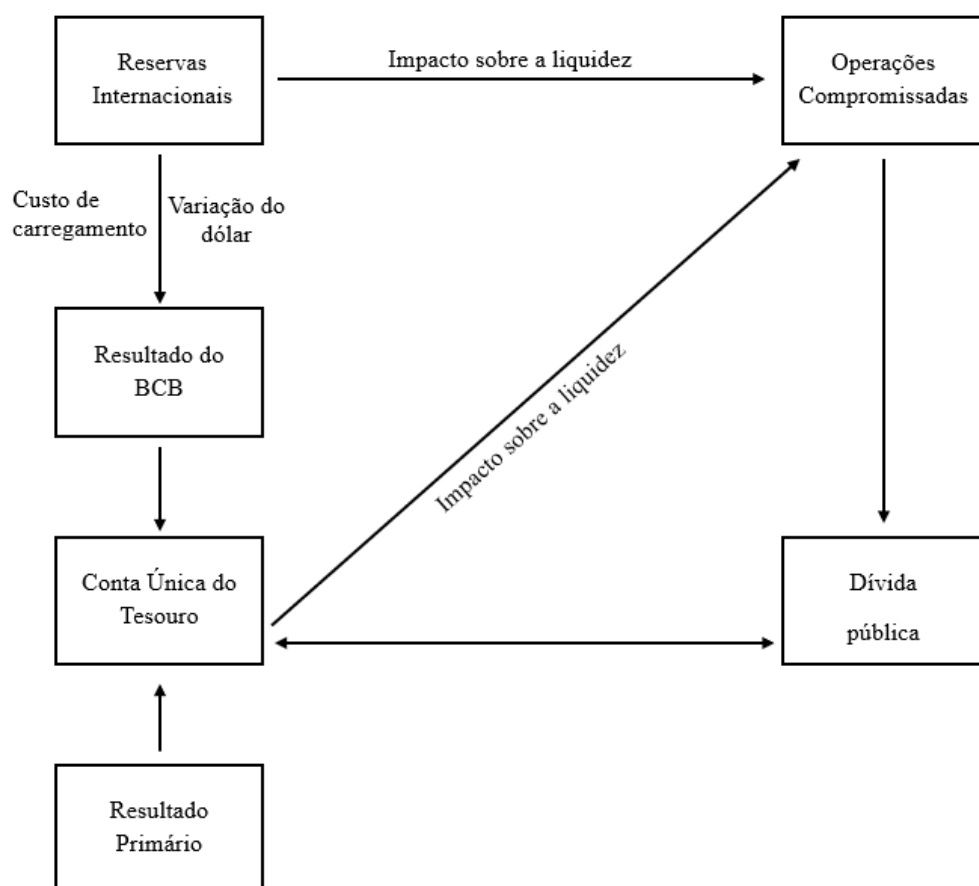 Reservas
Internacionais
Impacto sobre a liquidez
Operações
Compromissadas
Custo de
carregamento
Variação do
dólar
Resultado do
BCB
Impacto sobre a liquidez
Conta Única do
Tesouro
Dívida
pública
Resultado
Primário